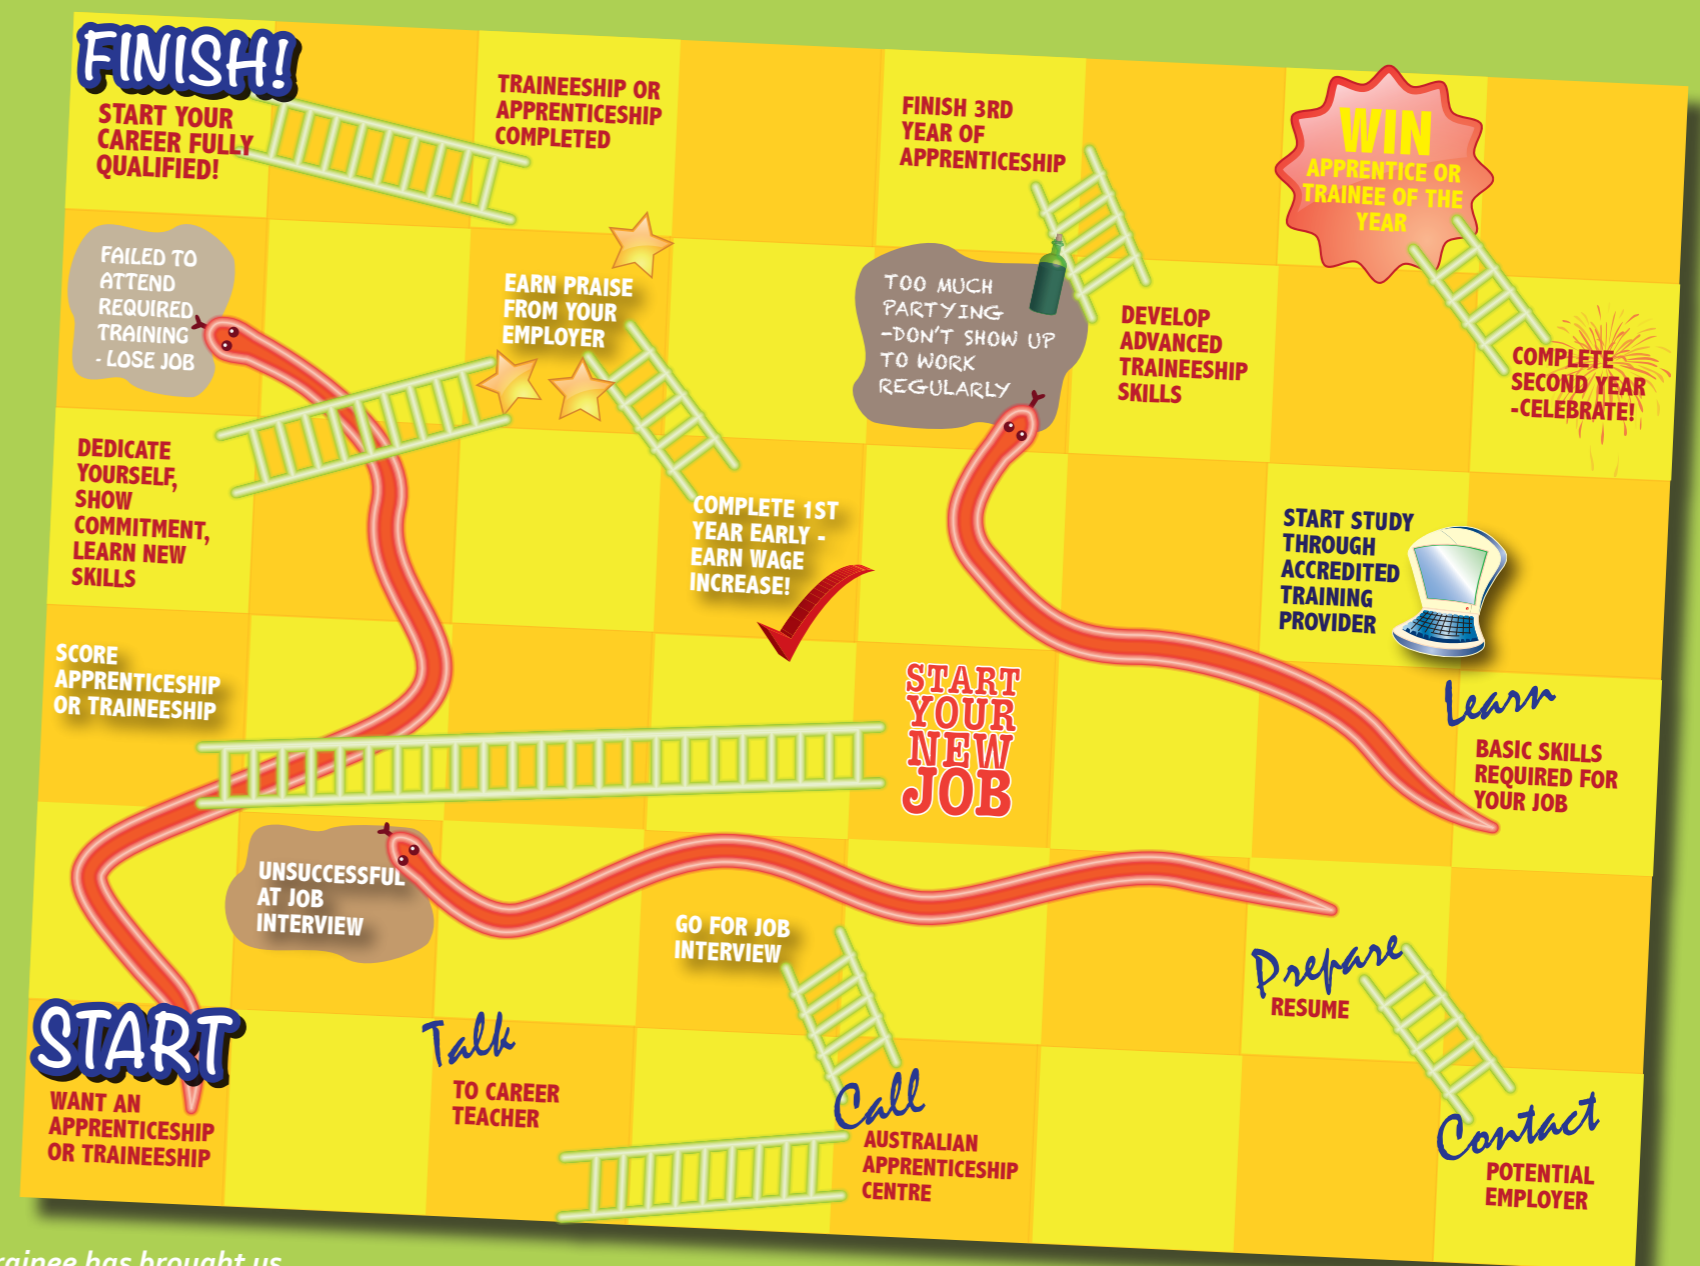 FINISH!
START YOUR
CAREER FULLY
QUALIFIED!
TRAINEESHIP OR
APPRENTICESHIP
COMPLETED
FINISH 3RD
YEAR OF
APPRENTICESHIP
WIN
APPRENTICE OR
TRAINEE OF THE
YEAR
FAILED TO
ATTEND
REQUIRED
TRAINING
- LOSE JOB
EARN PRAISE
FROM YOUR
EMPLOYER
TOO MUCH
PARTYING
-DON'T SHOW UP
TO WORK
REGULARLY
DEVELOP
ADVANCED
TRAINEESHIP
SKILLS
COMPLETE
SECOND YEAR
-CELEBRATE!
DEDICATE
YOURSELF,
SHOW
COMMITMENT,
LEARN NEW
SKILLS
COMPLETE 1ST
YEAR EARLY -
EARN WAGE
INCREASE!
START STUDY
THROUGH
ACCREDITED
TRAINING
PROVIDER
SCORE
APPRENTICESHIP
OR TRAINEESHIP
START
YOUR
NEW
JOB
Learn
BASIC SKILLS
REQUIRED FOR
YOUR JOB
UNSUCCESSFUL
AT JOB
INTERVIEW
GO FOR JOB
INTERVIEW
Prepare
RESUME
START
WANT AN
APPRENTICESHIP
OR TRAINEESHIP
Talk
TO CAREER
TEACHER
Call
AUSTRALIAN
APPRENTICESHIP
CENTRE
Contact
POTENTIAL
EMPLOYER
rainee has brought us